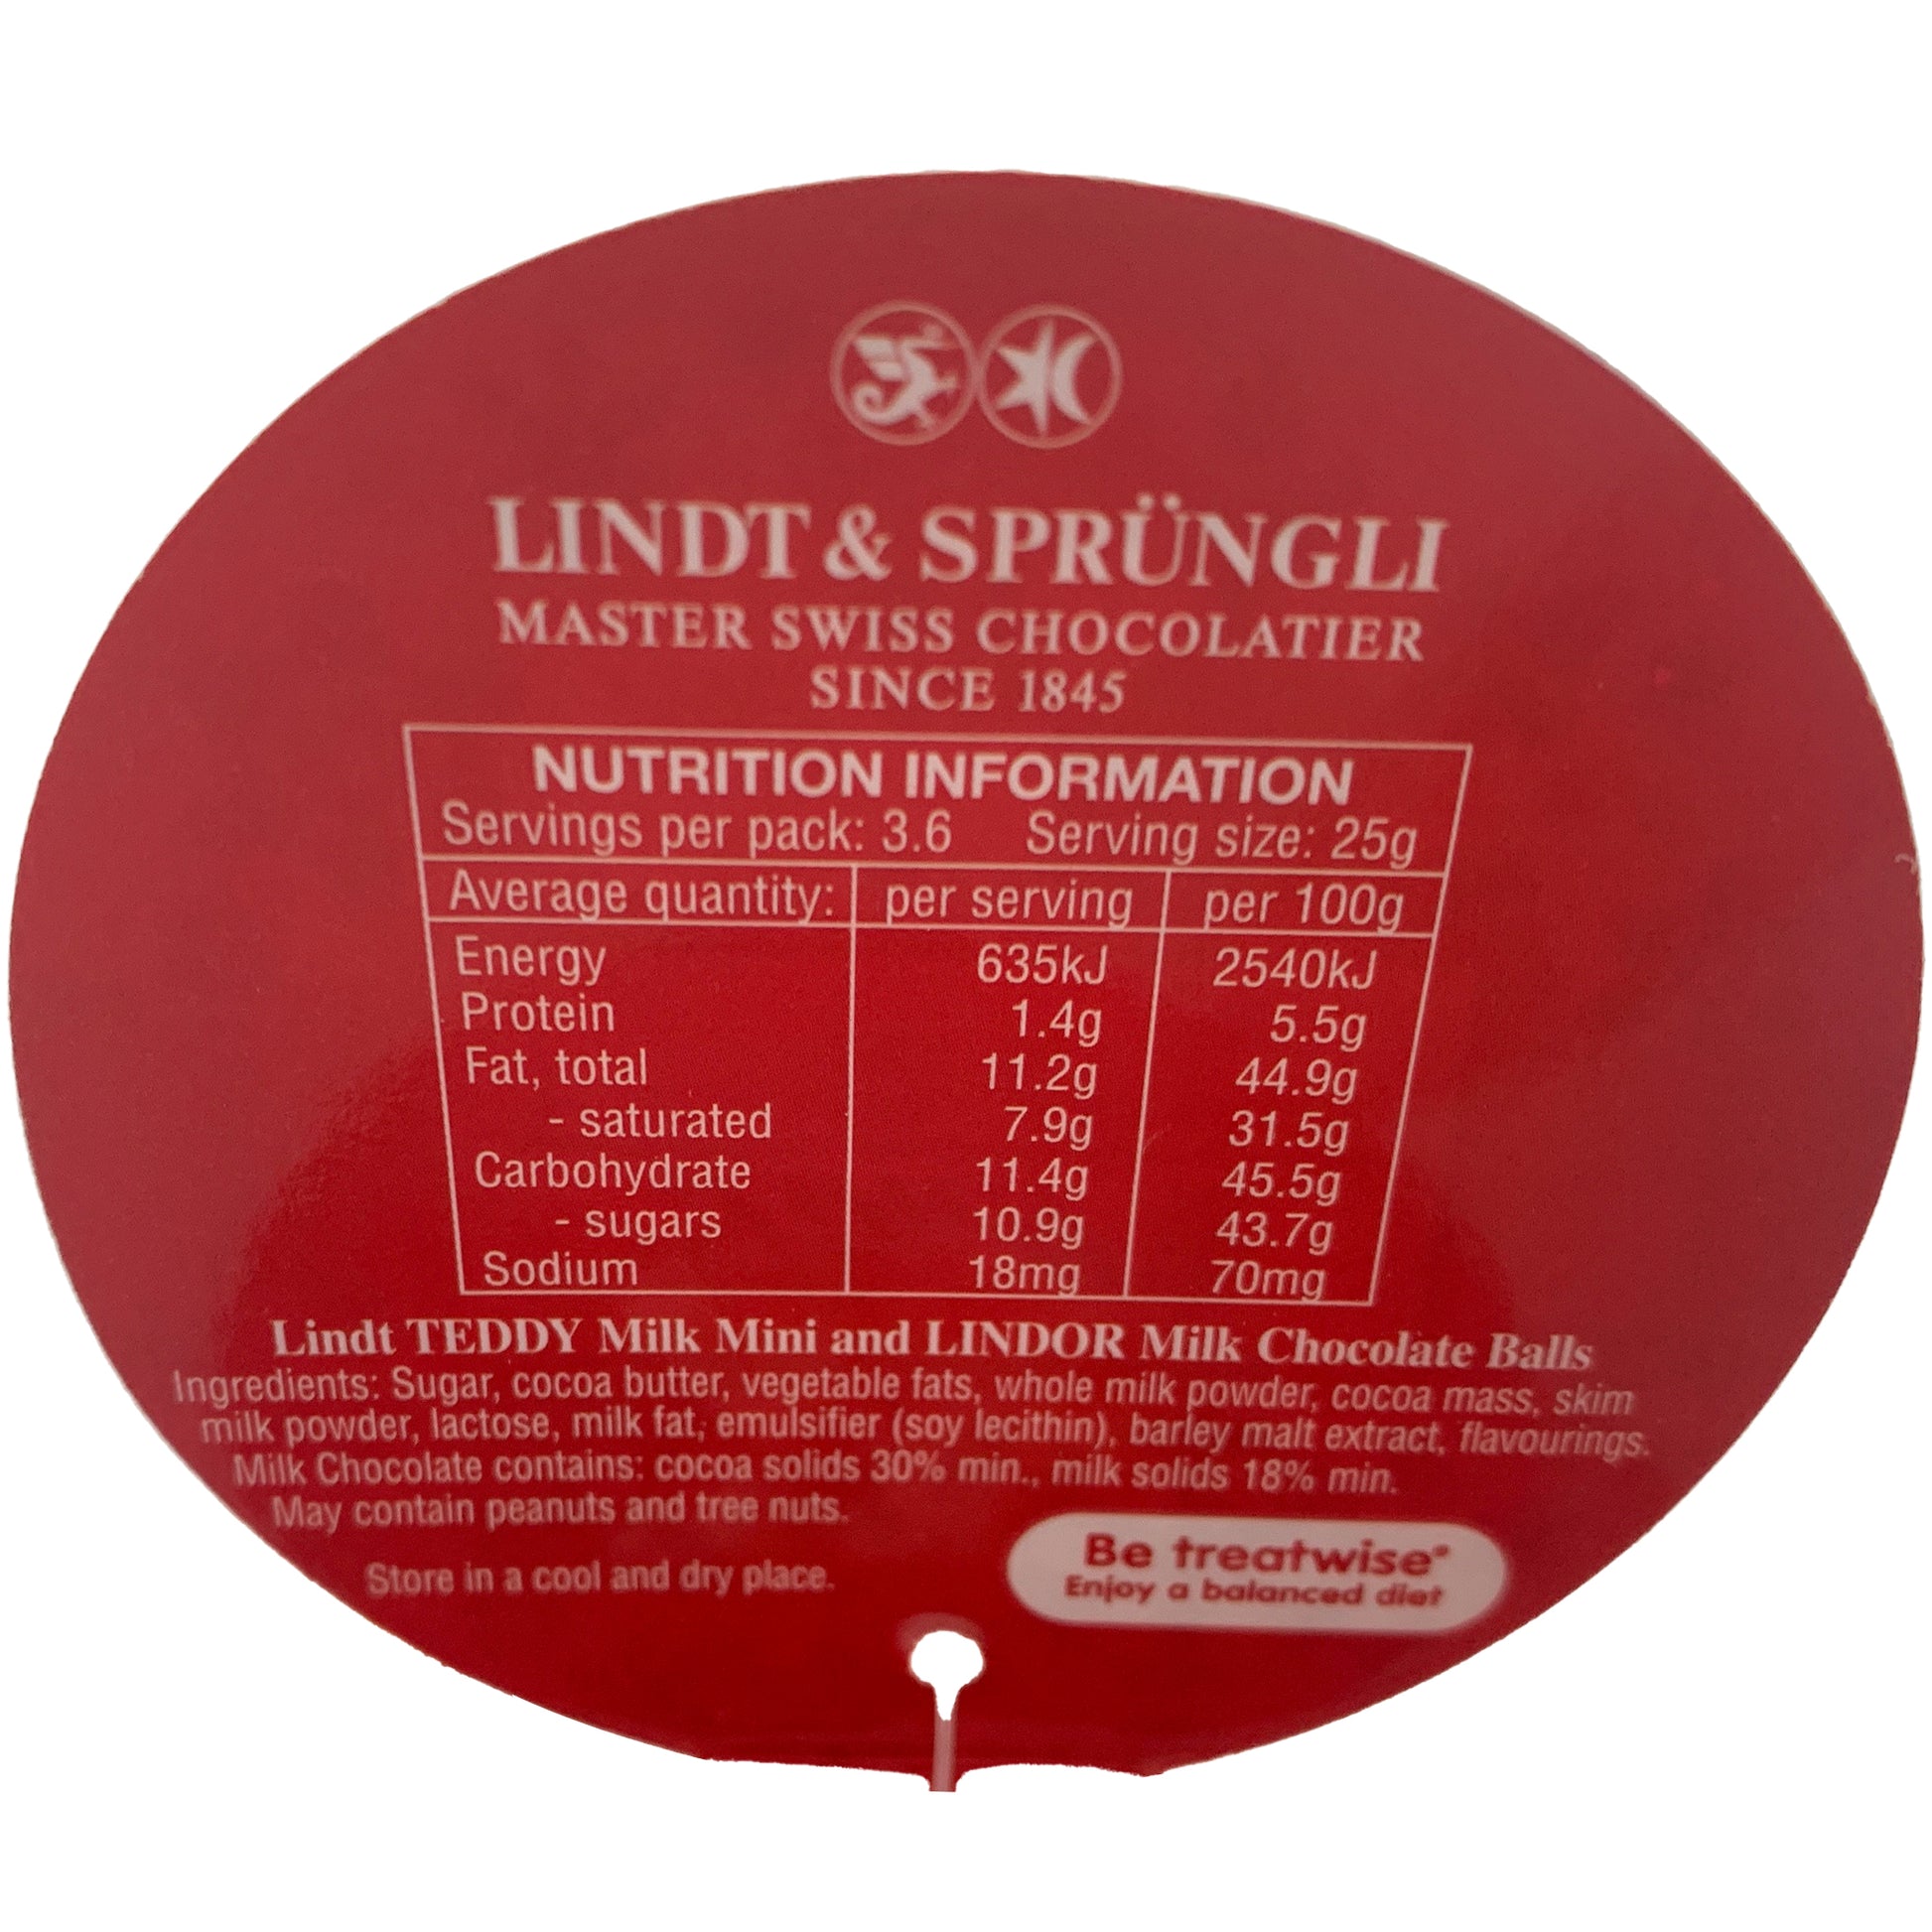 LINDT & SPRÜNGLI
MASTER SWISS CHOCOLATIER
SINCE 1845
NUTRITION INFORMATION
Servings per pack: 3.6 Serving size: 25g
Average quantity: per serving per 100g
Energy 635kJ 2540kJ
Protein 1.4g 5.5g
Fat, total 11.2g 44.9g
- saturated 7.9g 31.5g
Carbohydrate 11.4g 45.5g
- sugars 10.9g 43.7g
Sodium 18mg 70mg
Lindt TEDDY Milk Mini and LINDOR Milk Chocolate Balls
Ingredients: Sugar, cocoa butter, vegetable fats, whole milk powder, cocoa mass, skim
milk powder, lactose, milk fat, emulsifier (soy lecithin), barley malt extract, flavourings.
Milk Chocolate contains: cocoa solids 30% min., milk solids 18% min.
May contain peanuts and tree nuts.
Store in a cool and dry place.
Be treatwise®
Enjoy a balanced diet